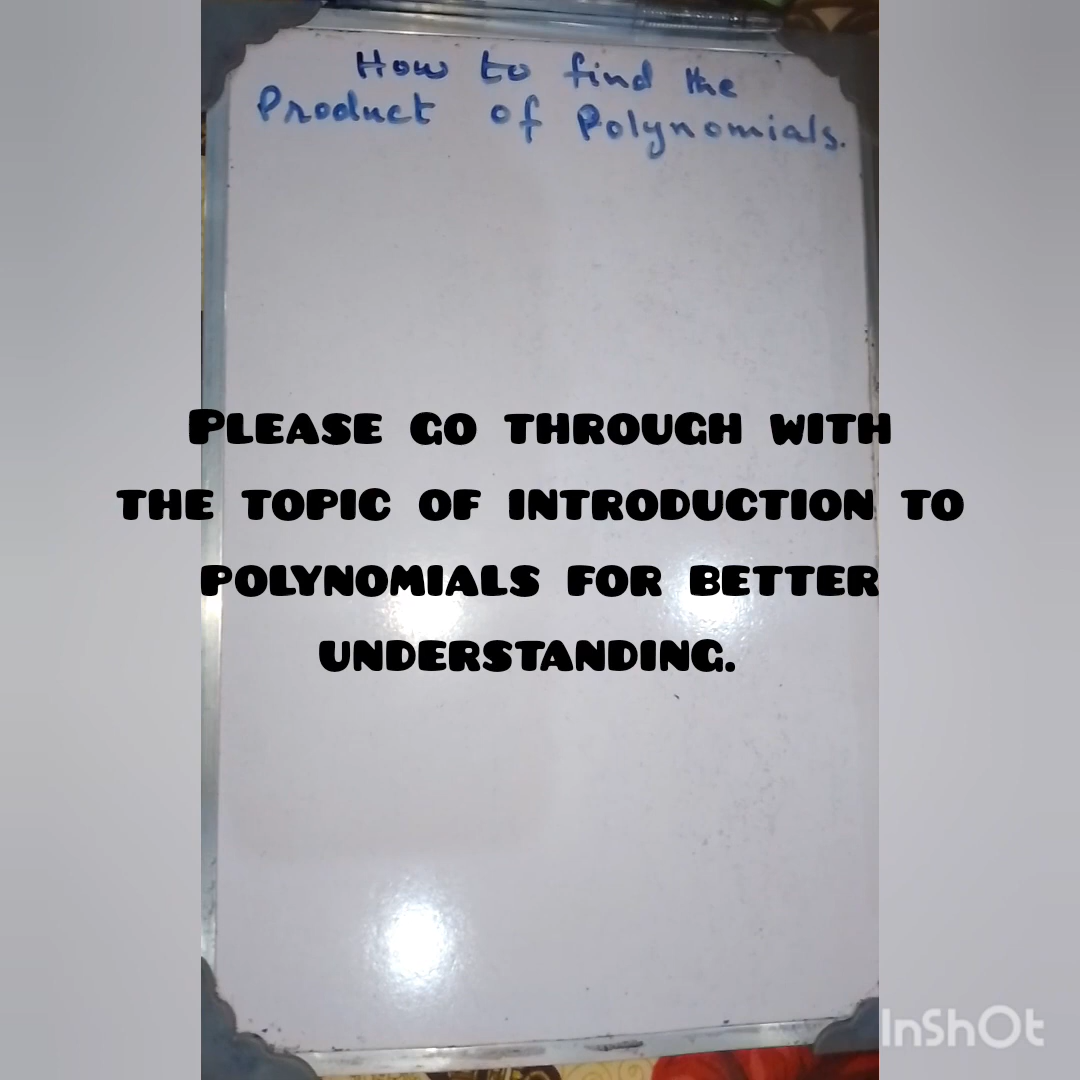 How to find the
Product of Polynomials.
PLEASE GO THROUGH WITH
THE TOPIC OF INTRODUCTION TO
POLYNOMIALS FOR BETTER
UNDERSTANDING.
InShOt